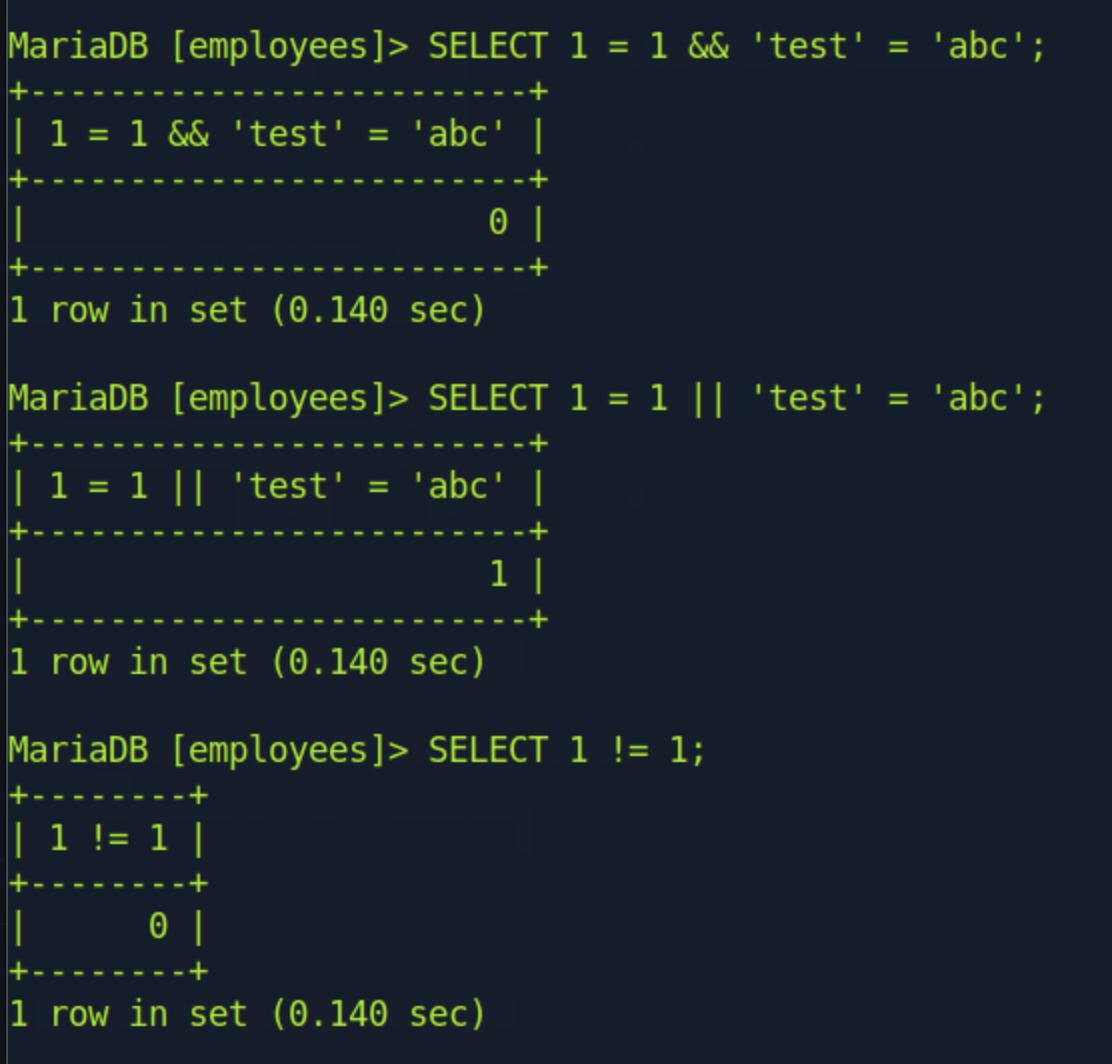 MariaDB [employees]> SELECT 1 = 1 && 'test' = 'abc';
+-------------------------+
| 1 = 1 && 'test' = 'abc' |
+-------------------------+
|                       0 |
+-------------------------+
1 row in set (0.140 sec)

MariaDB [employees]> SELECT 1 = 1 || 'test' = 'abc';
+-------------------------+
| 1 = 1 || 'test' = 'abc' |
+-------------------------+
|                       1 |
+-------------------------+
1 row in set (0.140 sec)

MariaDB [employees]> SELECT 1 != 1;
+--------+
| 1 != 1 |
+--------+
|      0 |
+--------+
1 row in set (0.140 sec)